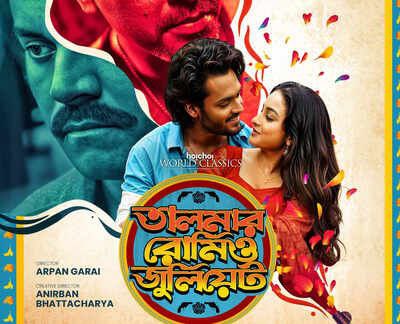 hoichoi
WORLD CLASSICS
তালমার
রোমিও
জুলিয়েট
DIRECTOR
ARPAN GARAI
CREATIVE DIRECTOR
ANIRBAN
BHATTACHARYA